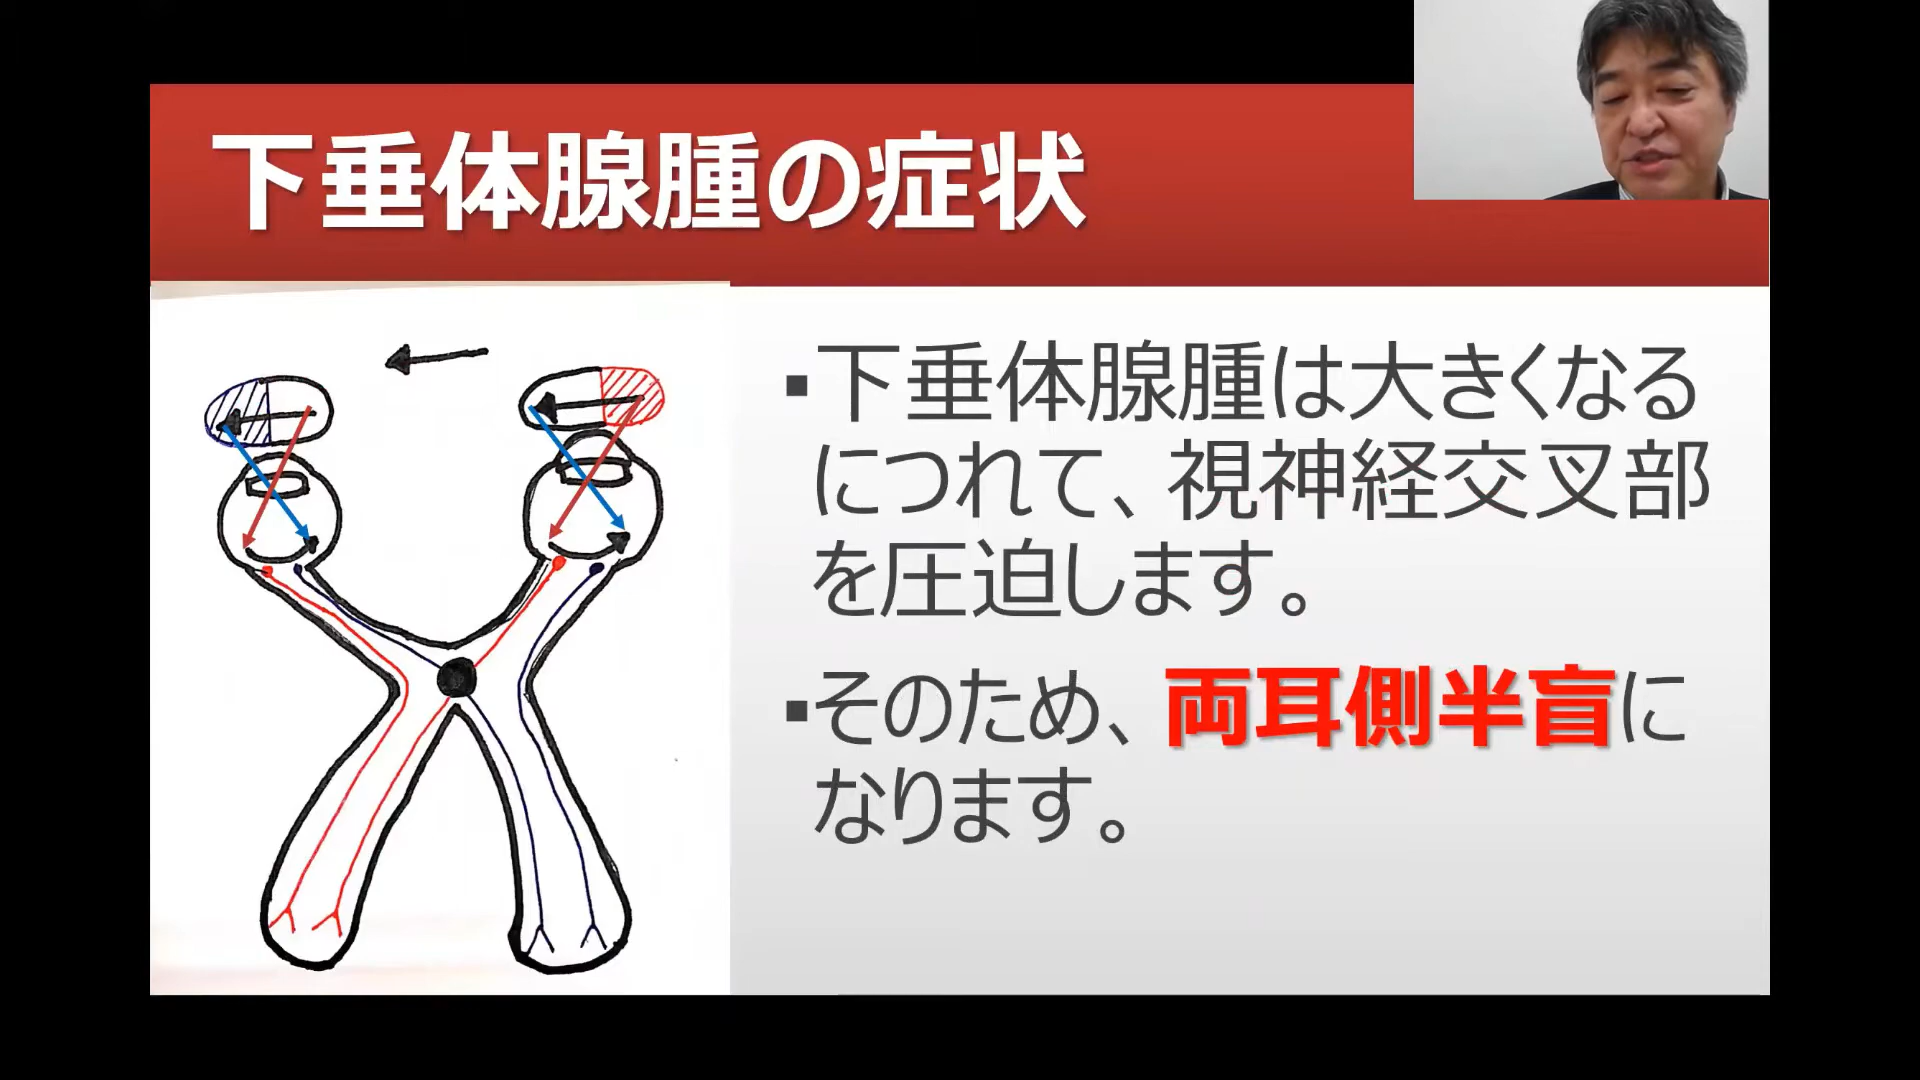 下垂体腺腫の症状
▪下垂体腺腫は大きくなる
につれて、視神経交叉部
を圧迫します。
▪そのため、両耳側半盲に
なります。